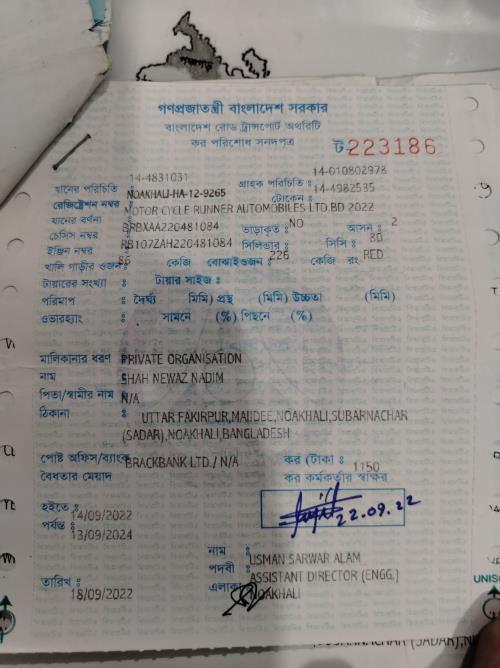 গণপ্রজাতন্ত্রী বাংলাদেশ সরকার
বাংলাদেশ রোড ট্রান্সপোর্ট অথরিটি
কর পরিশোধ সনদপত্র
ট 223186
যানের পরিচিতি : 14-4831031 গ্রাহক পরিচিতি : 14-010802978
রেজিষ্ট্রেশন নম্বর : NOAKHALI-HA-12-9265 টোকেন : 14-4982535
যানের বর্ণনা : MOTOR CYCLE RUNNER AUTOMOBILES LTD.BD 2022
চেসিস নম্বর : BRBXAA220481084 ভাড়াকৃত : NO আসন : 2
ইঞ্জিন নম্বর : RB107ZAH220481084 সিলিন্ডার : সিসি : 80
খালি গাড়ীর ওজন : 86 কেজি বোঝাইওজন : 226 কেজি রং : RED
টায়ারের সংখ্যা : টায়ার সাইজ :
পরিমাপ : দৈর্ঘ্য (মিমি) প্রস্থ (মিমি) উচ্চতা (মিমি)
ওভারহ্যাং : সামনে (%) পিছনে (%)
মালিকানার ধরণ : PRIVATE ORGANISATION
নাম : SHAH NEWAZ NADIM
পিতা/স্বামীর নাম : N/A
ঠিকানা : UTTAR FAKIRPUR,MAIJDEE,NOAKHALI,SUBARNACHAR
(SADAR),NOAKHALI,BANGLADESH
পোষ্ট অফিস/ব্যাংক : BRACKBANK LTD./ N/A কর (টাকা) : 1150
বৈধতার মেয়াদ কর কর্মকর্তার স্বাক্ষর
হইতে : 14/09/2022
পর্যন্ত : 13/09/2024
22.09.22
নাম : USMAN SARWAR ALAM
পদবী : ASSISTANT DIRECTOR (ENGG.)
তারিখ : 18/09/2022 এলাকা : NOAKHALI
UNIS